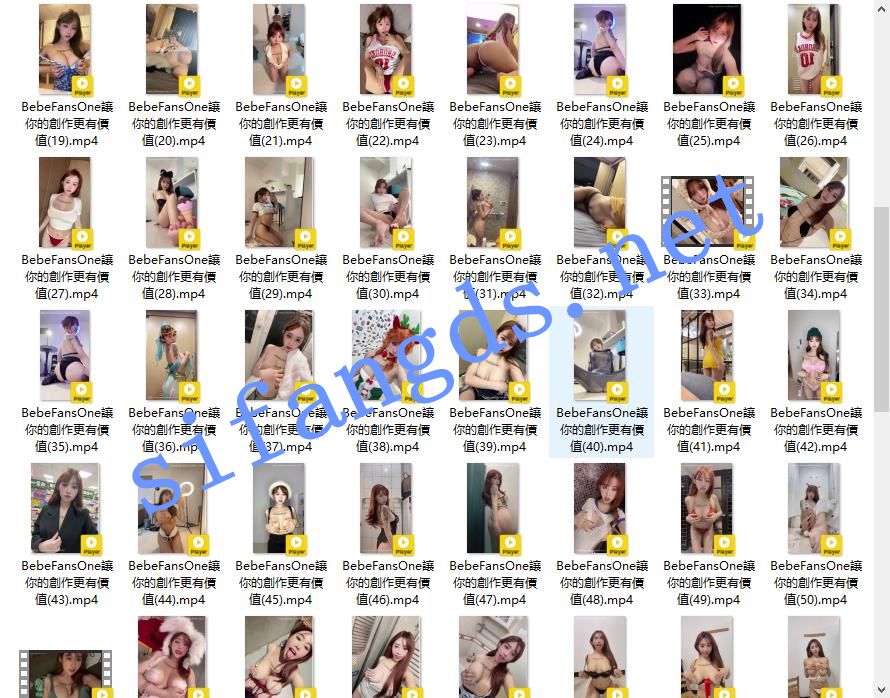 BebeFansOne讓 BebeFansOne讓 BebeFansOne讓 BebeFansOne讓 BebeFansOne讓 BebeFansOne讓 BebeFansOne讓 BebeFansOne讓
你的創作更有價 你的創作更有價 你的創作更有價 你的創作更有價 你的創作更有價 你的創作更有價 你的創作更有價 你的創作更有價
值(19).mp4 值(20).mp4 值(21).mp4 值(22).mp4 值(23).mp4 值(24).mp4 值(25).mp4 值(26).mp4
BebeFansOne讓 BebeFansOne讓 BebeFansOne讓 BebeFansOne讓 BebeFansOne讓 BebeFansOne讓 BebeFansOne讓 BebeFansOne讓
你的創作更有價 你的創作更有價 你的創作更有價 你的創作更有價 你的創作更有價 你的創作更有價 你的創作更有價 你的創作更有價
值(27).mp4 值(28).mp4 值(29).mp4 值(30).mp4 值(31).mp4 值(32).mp4 值(33).mp4 值(34).mp4
sifangds.net
BebeFansOne讓 BebeFansOne讓 BebeFansOne讓 BebeFansOne讓 BebeFansOne讓 BebeFansOne讓 BebeFansOne讓 BebeFansOne讓
你的創作更有價 你的創作更有價 你的創作更有價 你的創作更有價 你的創作更有價 你的創作更有價 你的創作更有價 你的創作更有價
值(35).mp4 值(36).mp4 值(37).mp4 值(38).mp4 值(39).mp4 值(40).mp4 值(41).mp4 值(42).mp4
BebeFansOne讓 BebeFansOne讓 BebeFansOne讓 BebeFansOne讓 BebeFansOne讓 BebeFansOne讓 BebeFansOne讓 BebeFansOne讓
你的創作更有價 你的創作更有價 你的創作更有價 你的創作更有價 你的創作更有價 你的創作更有價 你的創作更有價 你的創作更有價
值(43).mp4 值(44).mp4 值(45).mp4 值(46).mp4 值(47).mp4 值(48).mp4 值(49).mp4 值(50).mp4